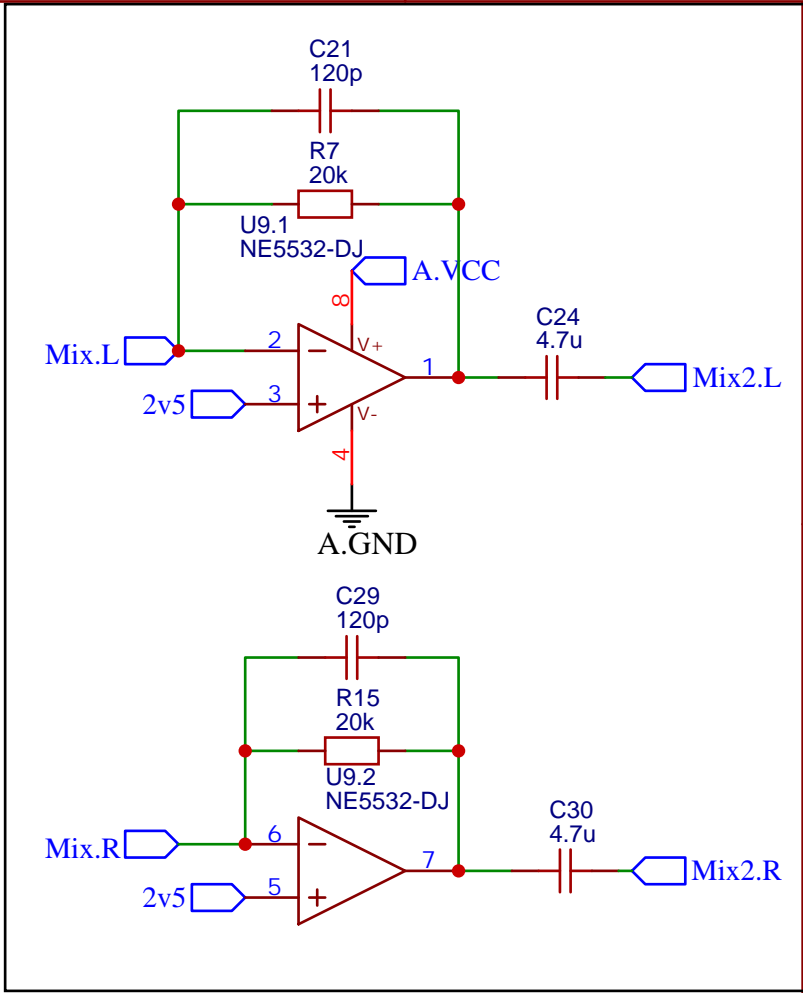 C21
120p
R7
20k
U9.1
NE5532-DJ
A.VCC
8
V+
Mix.L
2
1
C24
4.7u
Mix2.L
2v5
3
V-
4
A.GND
C29
120p
R15
20k
U9.2
NE5532-DJ
Mix.R
6
7
C30
4.7u
Mix2.R
2v5
5